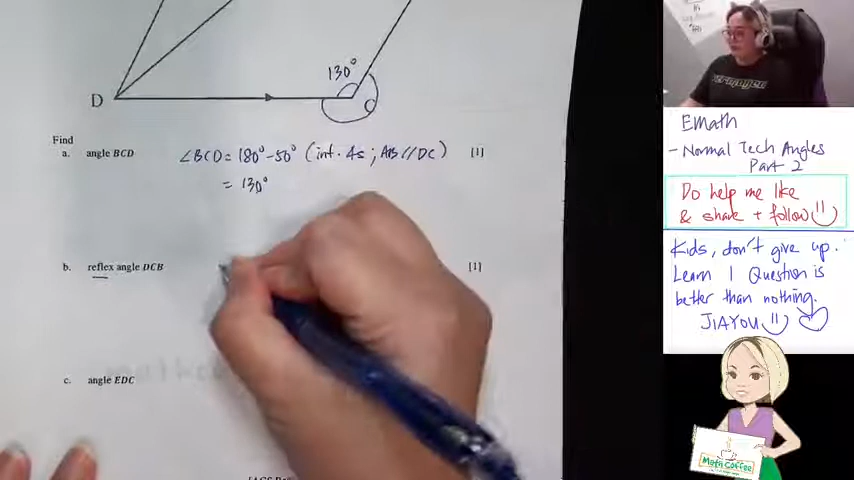 130°
D
C
Find
a. angle BCD ∠BCD = 180° - 50° (int. ∠s ; AB // DC) [1]
= 130°
b. reflex angle DCB [1]
c. angle EDC
Emath
- Normal Tech Angles
Part 2
Do help me like
& share + follow
Kids, don't give up.
Learn 1 Question is
better than nothing.
JIAYOU
Math Coffee